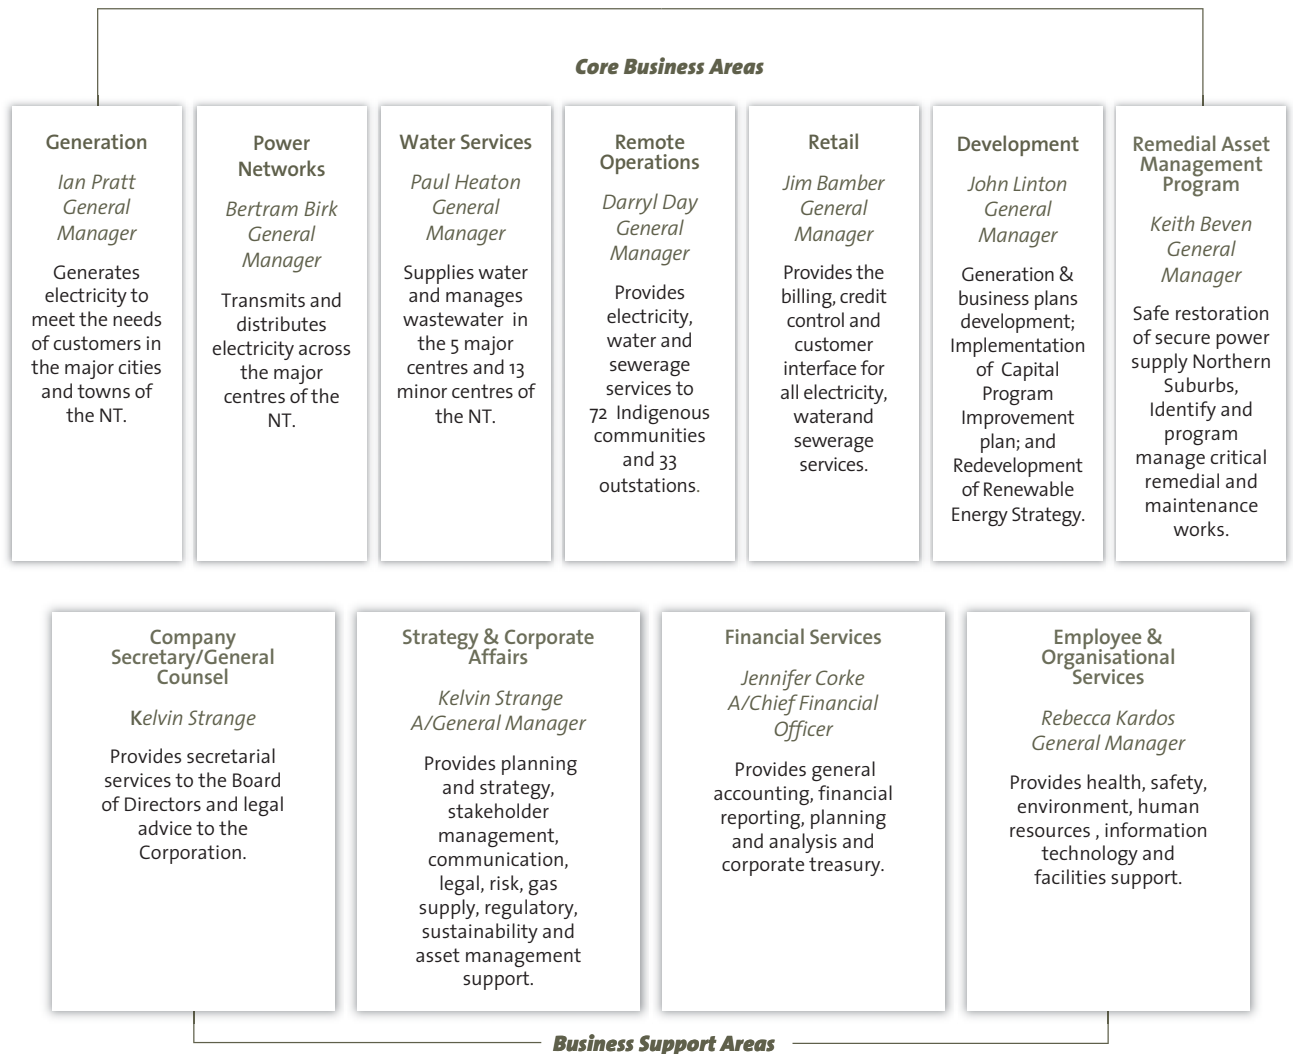 Core Business Areas
Generation
Ian Pratt
General
Manager
Generates
electricity to
meet the needs
of customers in
the major cities
and towns of
the NT.
Power
Networks
Bertram Birk
General
Manager
Transmits and
distributes
electricity across
the major
centres of the
NT.
Water Services
Paul Heaton
General
Manager
Supplies water
and manages
wastewater in
the 5 major
centres and 13
minor centres of
the NT.
Remote
Operations
Darryl Day
General
Manager
Provides
electricity,
water and
sewerage
services to
72 Indigenous
communities
and 33
outstations.
Retail
Jim Bamber
General
Manager
Provides the
billing, credit
control and
customer
interface for
all electricity,
waterand
sewerage
services.
Development
John Linton
General
Manager
Generation &
business plans
development;
Implementation
of Capital
Program
Improvement
plan; and
Redevelopment
of Renewable
Energy Strategy.
Remedial Asset
Management
Program
Keith Beven
General
Manager
Safe restoration
of secure power
supply Northern
Suburbs,
Identify and
program
manage critical
remedial and
maintenance
works.
Company
Secretary/General
Counsel
Kelvin Strange
Provides secretarial
services to the Board
of Directors and legal
advice to the
Corporation.
Strategy & Corporate
Affairs
Kelvin Strange
A/General Manager
Provides planning
and strategy,
stakeholder
management,
communication,
legal, risk, gas
supply, regulatory,
sustainability and
asset management
support.
Financial Services
Jennifer Corke
A/Chief Financial
Officer
Provides general
accounting, financial
reporting, planning
and analysis and
corporate treasury.
Employee &
Organisational
Services
Rebecca Kardos
General Manager
Provides health, safety,
environment, human
resources , information
technology and
facilities support.
Business Support Areas